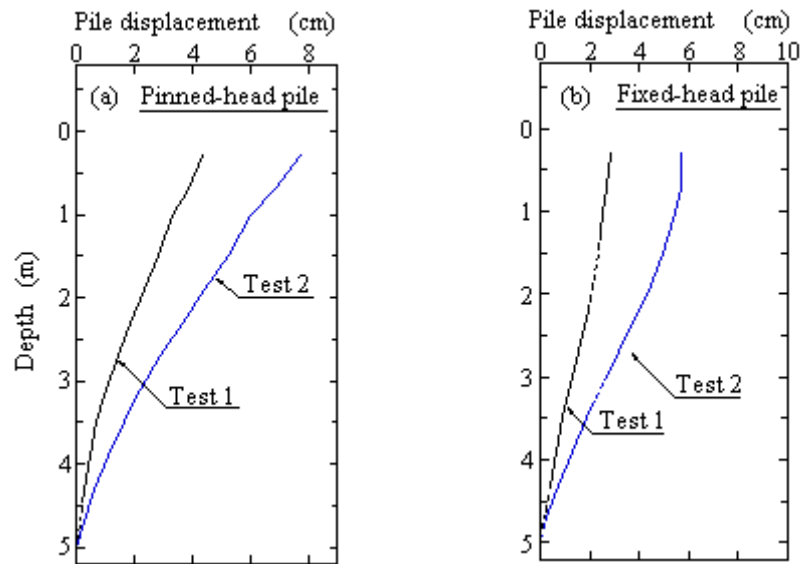 Pile displacement (cm)
0 2 4 6 8
(a) Pinned-head pile
0
1
2
3
4
5
Depth (m)
Test 2
Test 1
Pile displacement (cm)
0 2 4 6 8 10
(b) Fixed-head pile
0
1
2
3
4
5
Test 2
Test 1